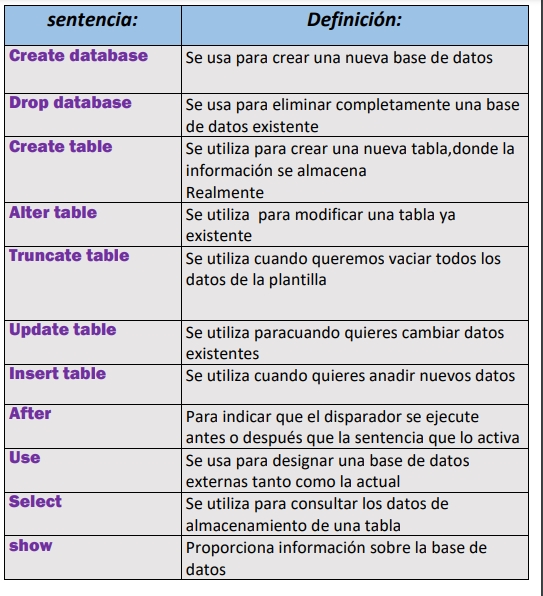 sentencia: Definición:
Create database Se usa para crear una nueva base de datos
Drop database Se usa para eliminar completamente una base
de datos existente
Create table Se utiliza para crear una nueva tabla,donde la
información se almacena
Realmente
Alter table Se utiliza para modificar una tabla ya
existente
Truncate table Se utiliza cuando queremos vaciar todos los
datos de la plantilla
Update table Se utiliza paracuando quieres cambiar datos
existentes
Insert table Se utiliza cuando quieres anadir nuevos datos
After Para indicar que el disparador se ejecute
antes o después que la sentencia que lo activa
Use Se usa para designar una base de datos
externas tanto como la actual
Select Se utiliza para consultar los datos de
almacenamiento de una tabla
show Proporciona información sobre la base de
datos